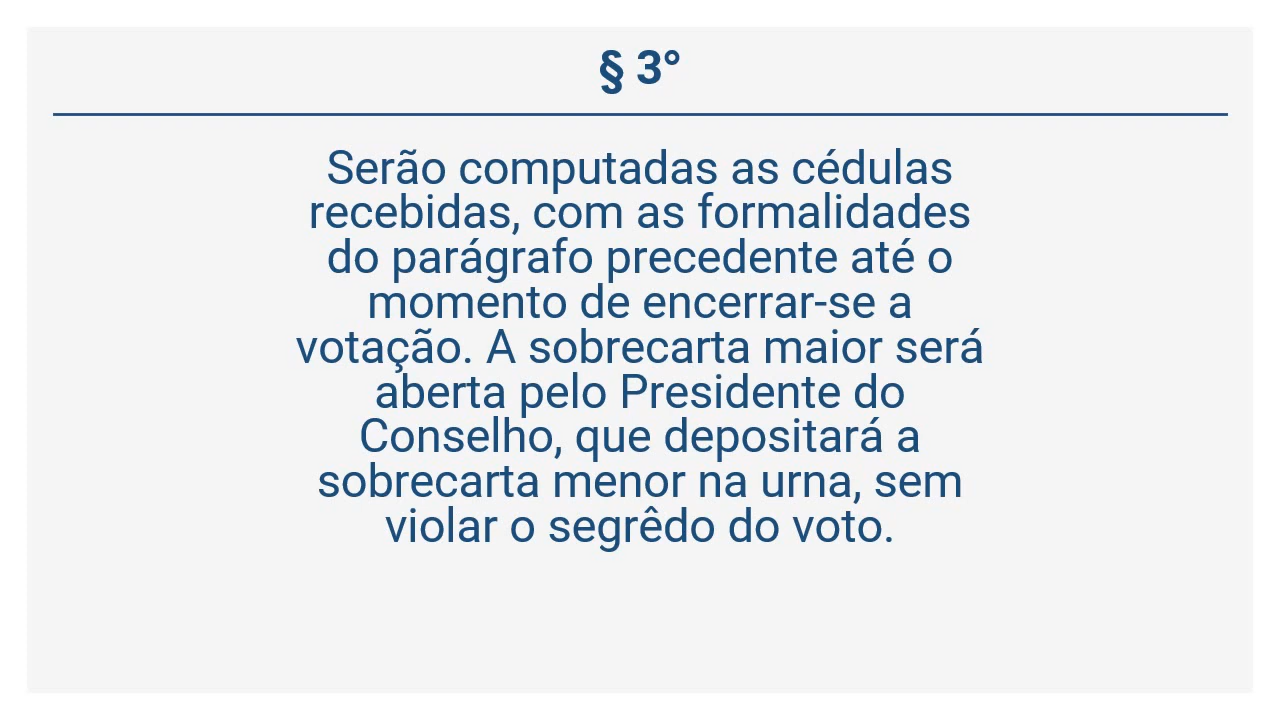 § 3°
Serão computadas as cédulas
recebidas, com as formalidades
do parágrafo precedente até o
momento de encerrar-se a
votação. A sobrecarta maior será
aberta pelo Presidente do
Conselho, que depositará a
sobrecarta menor na urna, sem
violar o segrêdo do voto.